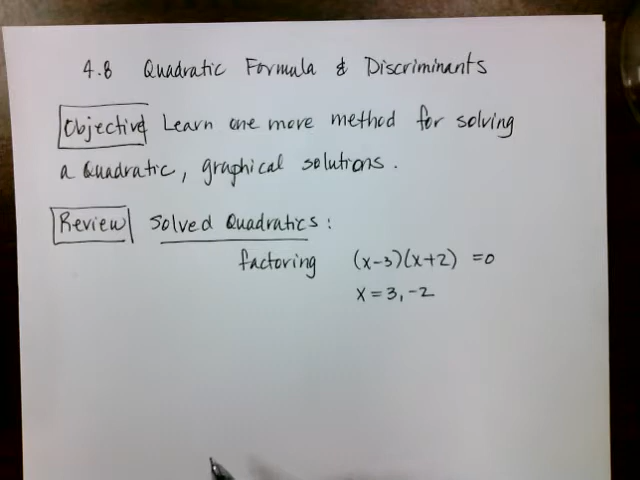 4.8 Quadratic Formula & Discriminants
Objective Learn one more method for solving
a Quadratic, graphical solutions.
Review Solved Quadratics:
factoring (x-3)(x+2) =0
x=3,-2